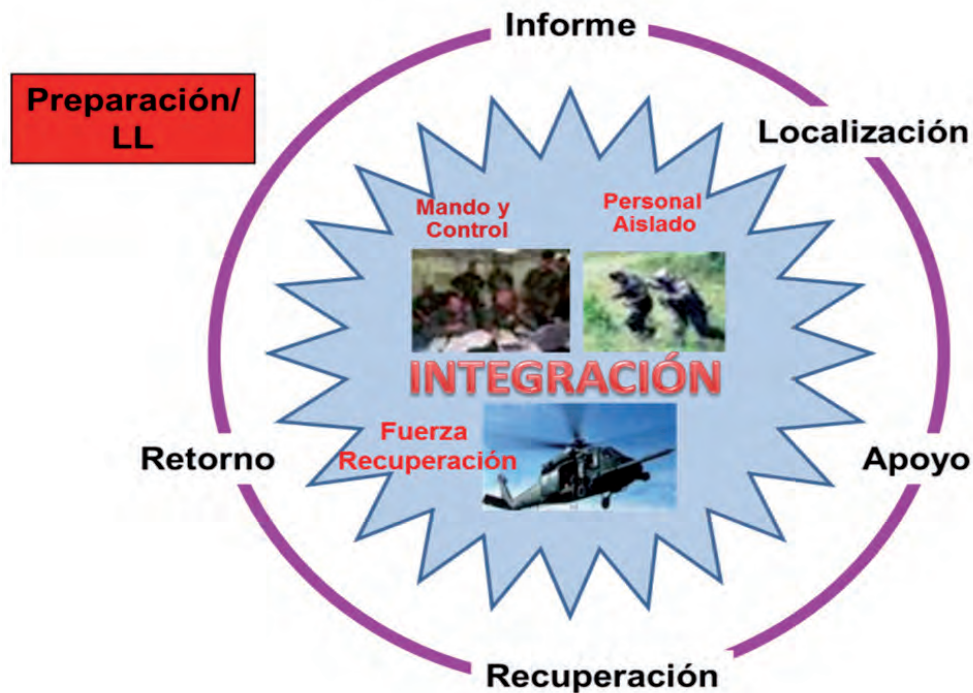 Informe
Preparación/
LL
Localización
Mando y
Control
Personal
Aislado
INTEGRACIÓN
Fuerza
Recuperación
Retorno
Apoyo
Recuperación